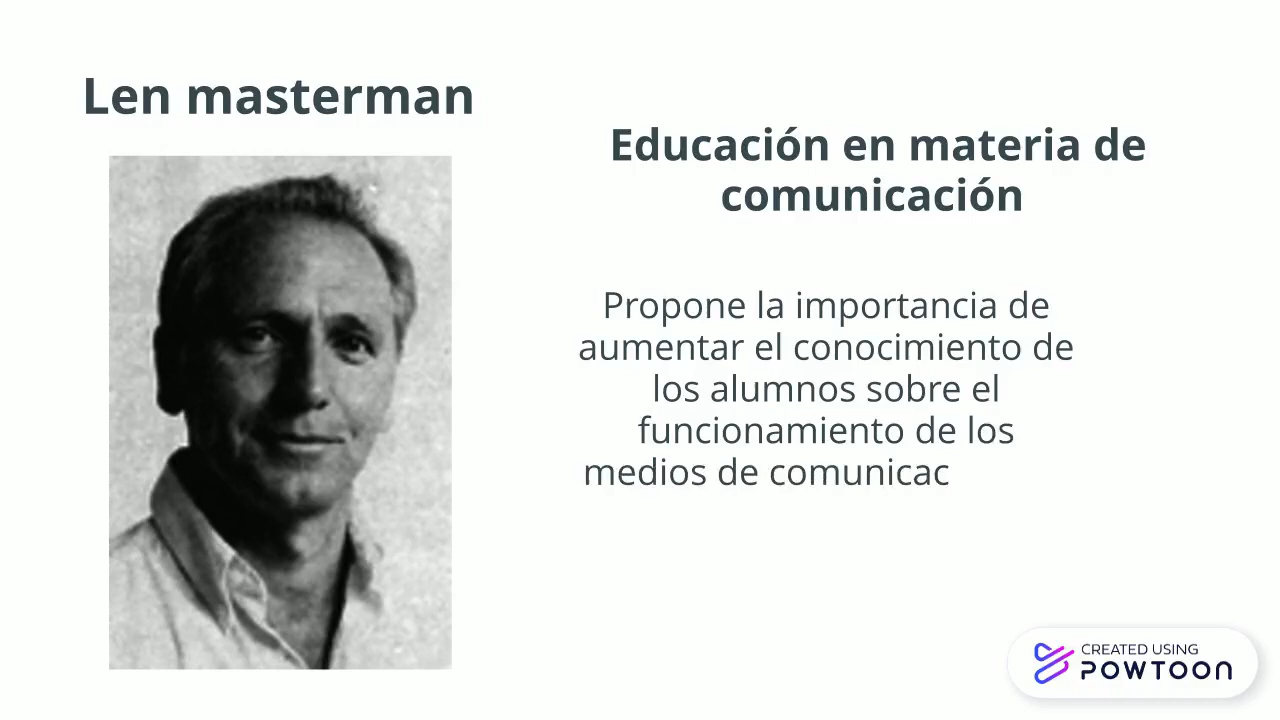 Len masterman
Educación en materia de
comunicación
Propone la importancia de
aumentar el conocimiento de
los alumnos sobre el
funcionamiento de los
medios de comunicac
CREATED USING
POWTOON